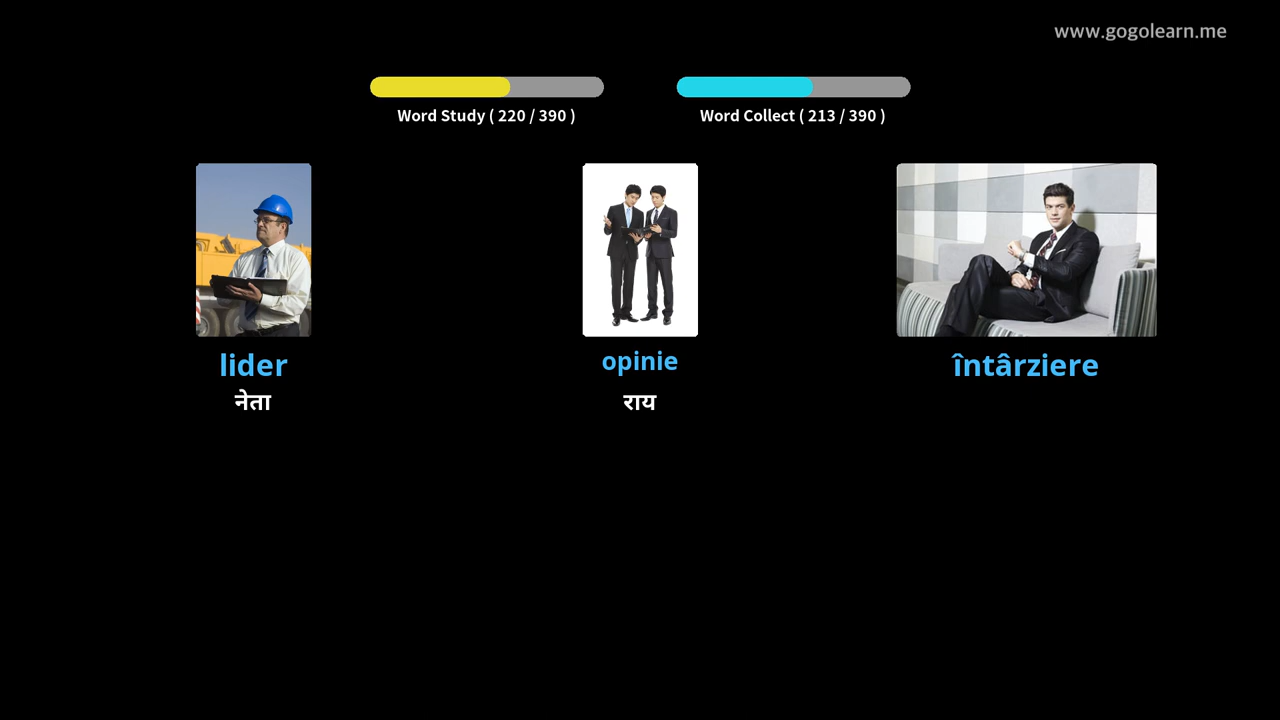 www.gogolearn.me
Word Study ( 220 / 390 )
Word Collect ( 213 / 390 )
lider
नेता
opinie
राय
întârziere